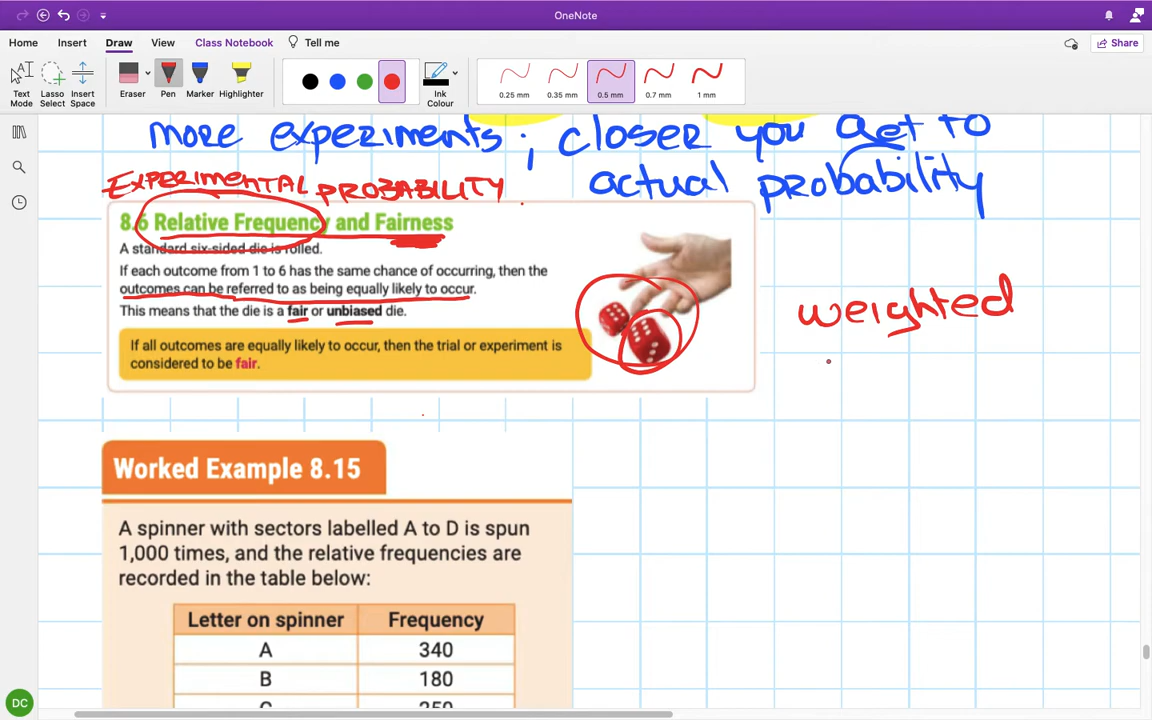 OneNote
Home Insert Draw View Class Notebook Tell me
Share
Text Mode
Lasso Select
Insert Space
Eraser
Pen
Marker
Highlighter
Ink Colour
0.25 mm
0.35 mm
0.5 mm
0.7 mm
1 mm
more experiments ; closer you get to
actual probability
EXPERIMENTAL PROBABILITY
8.6 Relative Frequency and Fairness
A standard six-sided die is rolled.
If each outcome from 1 to 6 has the same chance of occurring, then the
outcomes can be referred to as being equally likely to occur.
This means that the die is a fair or unbiased die.
If all outcomes are equally likely to occur, then the trial or experiment is
considered to be fair.
weighted
Worked Example 8.15
A spinner with sectors labelled A to D is spun
1,000 times, and the relative frequencies are
recorded in the table below:
Letter on spinner Frequency
A 340
B 180
C 250
DC